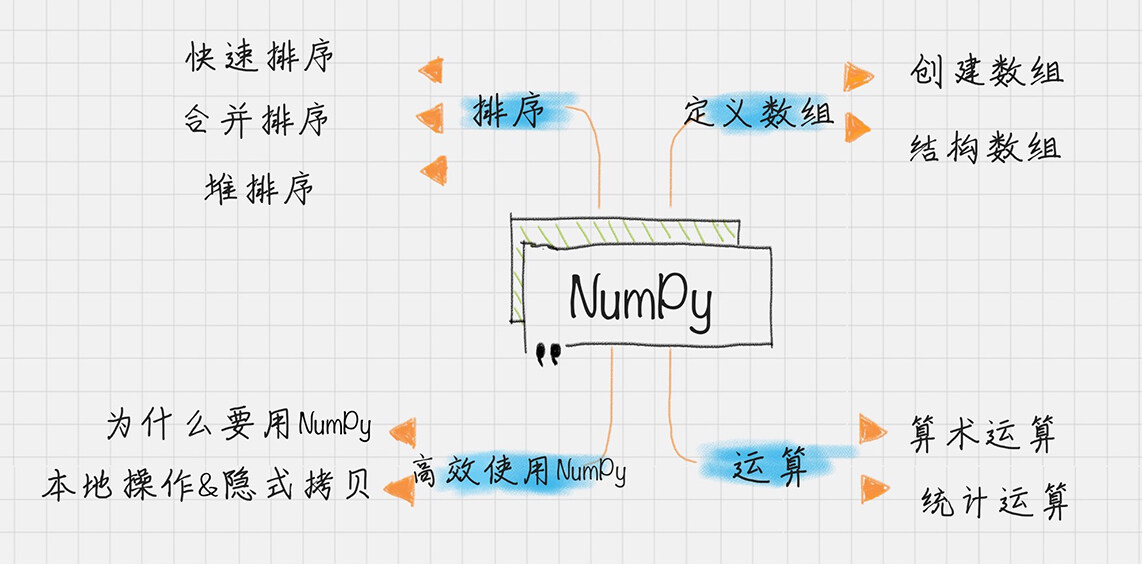 快速排序
合并排序
堆排序
排序
定义数组
创建数组
结构数组
NumPy
为什么要用NumPy
本地操作&隐式拷贝
高效使用NumPy
运算
算术运算
统计运算